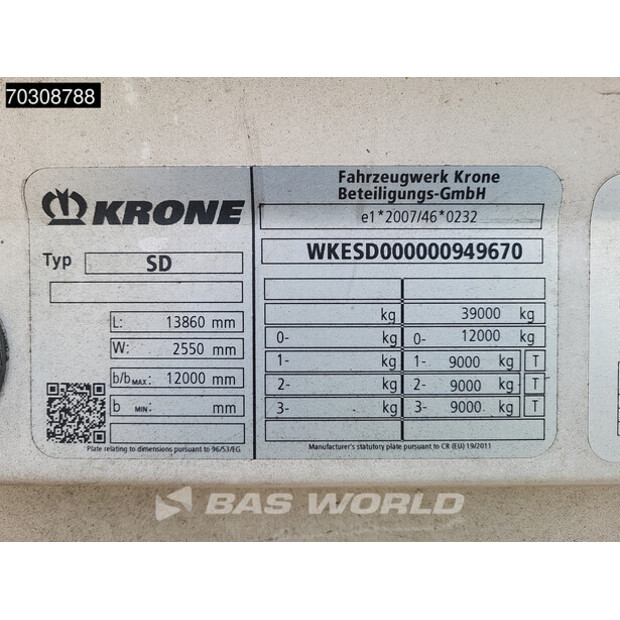 70308788
KRONE
Typ SD
L: 13860 mm
W: 2550 mm
b/b MAX: 12000 mm
b MIN: mm
Plate relating to dimensions pursuant to 96/53/EG
Fahrzeugwerk Krone
Beteiligungs-GmbH
e1*2007/46*0232
WKESD000000949670
kg 39000 kg
0- kg 0- 12000 kg
1- kg 1- 9000 kg T
2- kg 2- 9000 kg T
3- kg 3- 9000 kg T
Manufacturer's statutory plate pursuant to CR (EU) 19/2011
BAS WORLD